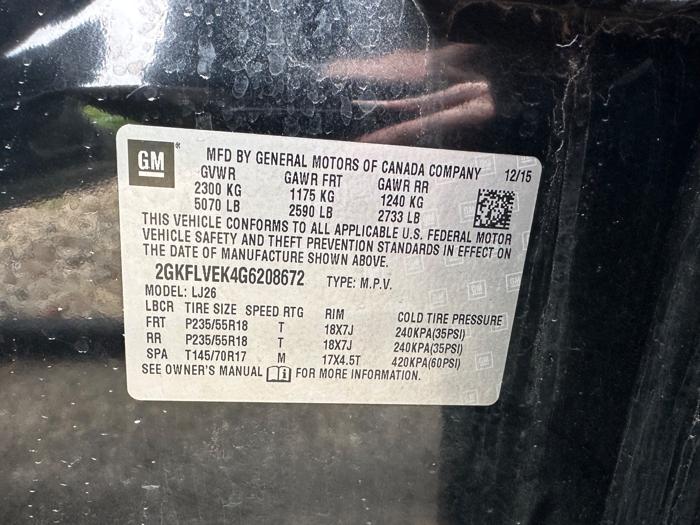 GM
MFD BY GENERAL MOTORS OF CANADA COMPANY 12/15
GVWR GAWR FRT GAWR RR
2300 KG 1175 KG 1240 KG
5070 LB 2590 LB 2733 LB
THIS VEHICLE CONFORMS TO ALL APPLICABLE U.S. FEDERAL MOTOR
VEHICLE SAFETY AND THEFT PREVENTION STANDARDS IN EFFECT ON
THE DATE OF MANUFACTURE SHOWN ABOVE.
2GKFLVEK4G6208672 TYPE: M.P.V.
MODEL: LJ26
LBCR TIRE SIZE SPEED RTG RIM COLD TIRE PRESSURE
FRT P235/55R18 T 18X7J 240KPA(35PSI)
RR P235/55R18 T 18X7J 240KPA(35PSI)
SPA T145/70R17 M 17X4.5T 420KPA(60PSI)
SEE OWNER'S MANUAL FOR MORE INFORMATION.